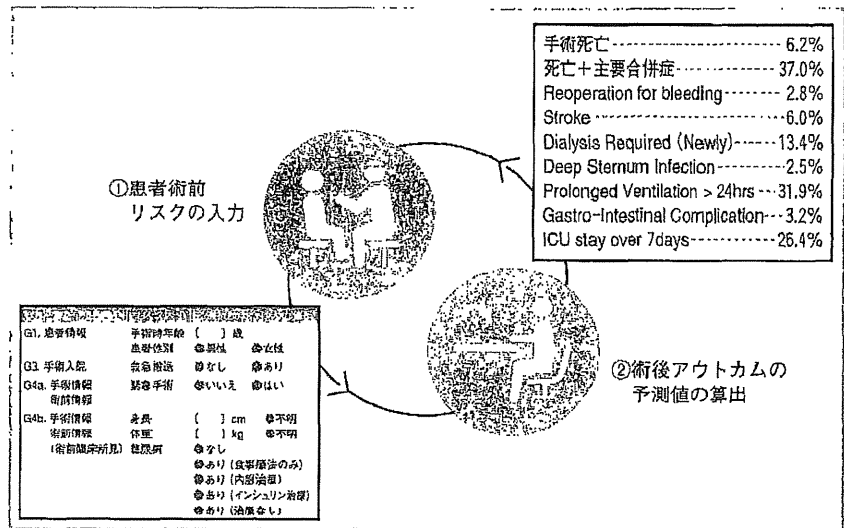 手術死亡 6.2%
死亡＋主要合併症 37.0%
Reoperation for bleeding 2.8%
Stroke 6.0%
Dialysis Required (Newly) 13.4%
Deep Sternum Infection 2.5%
Prolonged Ventilation > 24hrs 31.9%
Gastro-Intestinal Complication 3.2%
ICU stay over 7days 26.4%
①患者術前
リスクの入力
G1. 患者情報 手術時年齢 [ ] 歳
患者性別 男性 女性
G3. 手術入院 救急搬送 なし あり
G4a. 手術情報 緊急手術 いいえ はい
術前情報
G4b. 手術情報 身長 [ ] cm 不明
術前情報 体重 [ ] kg 不明
(術前臨床所見) 糖尿病 なし
あり (食事療法のみ)
あり (内服治療)
あり (インシュリン治療)
あり (治療なし)
②術後アウトカムの
予測値の算出